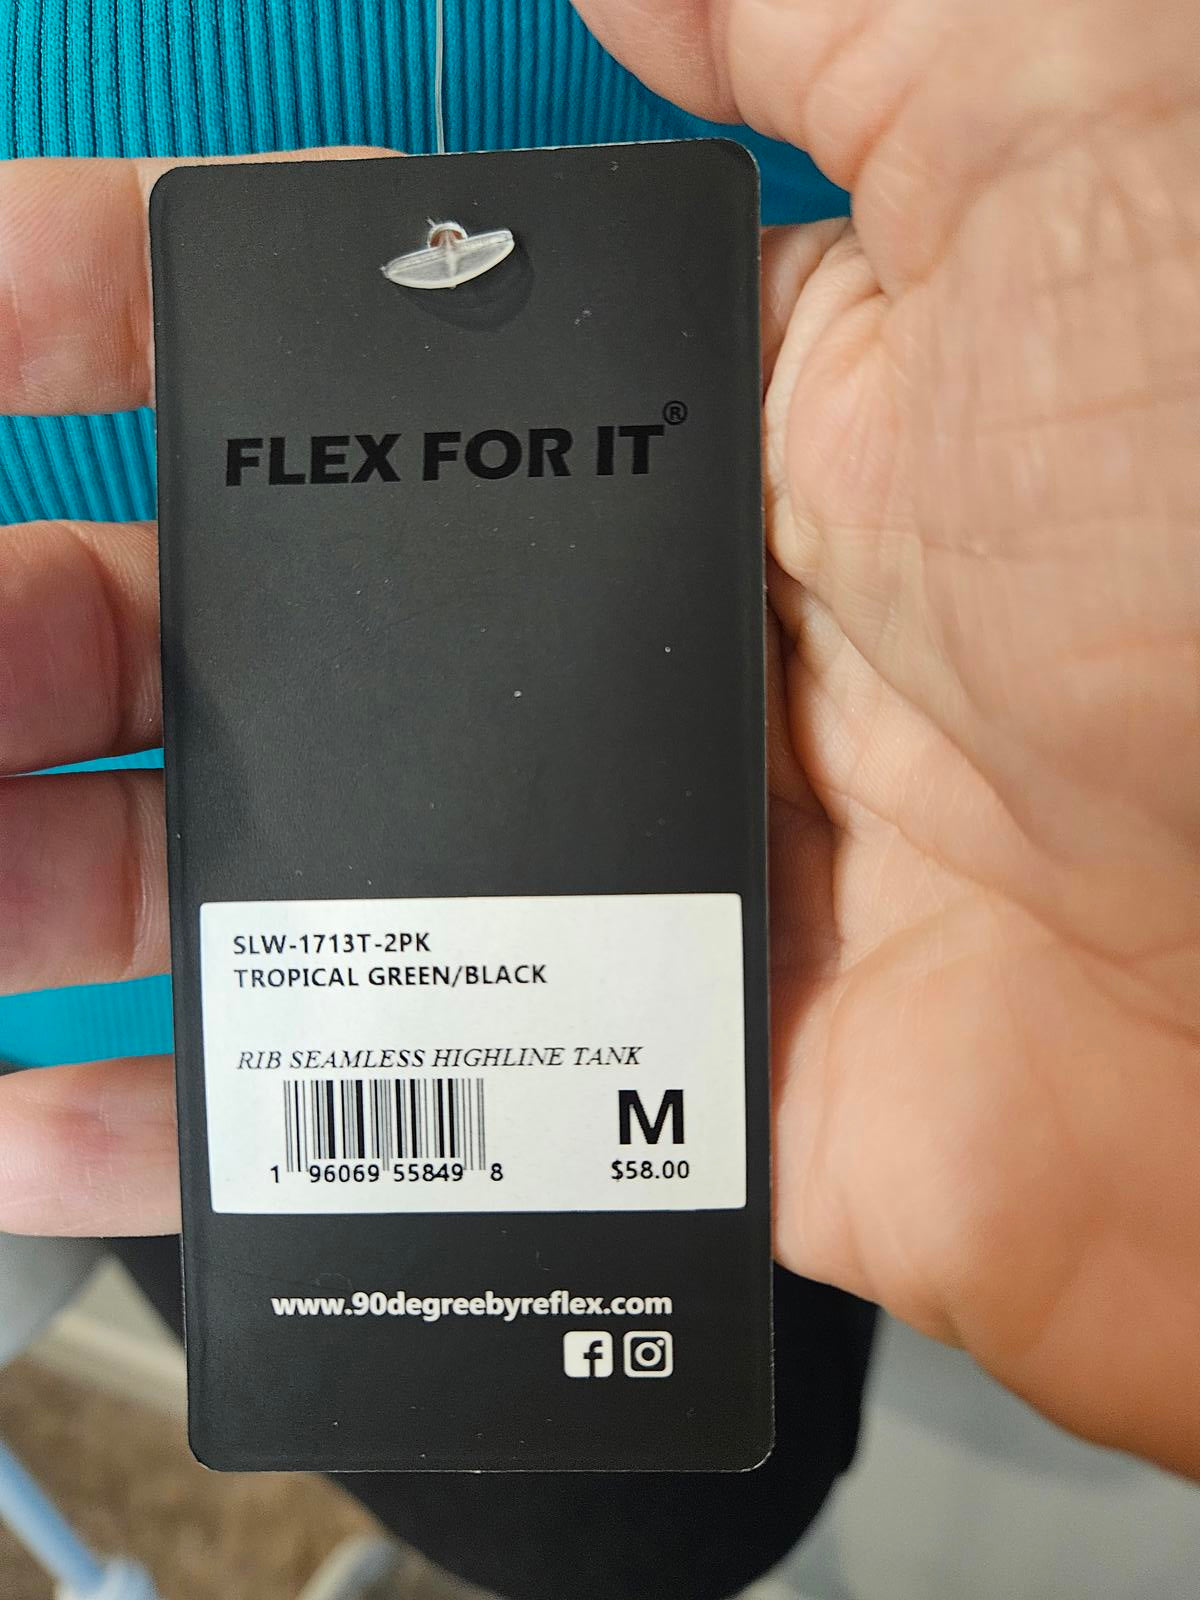 FLEX FOR IT®
SLW-1713T-2PK
TROPICAL GREEN/BLACK
RIB SEAMLESS HIGHLINE TANK
M
1 96069 55849 8
$58.00
www.90degreebyreflex.com